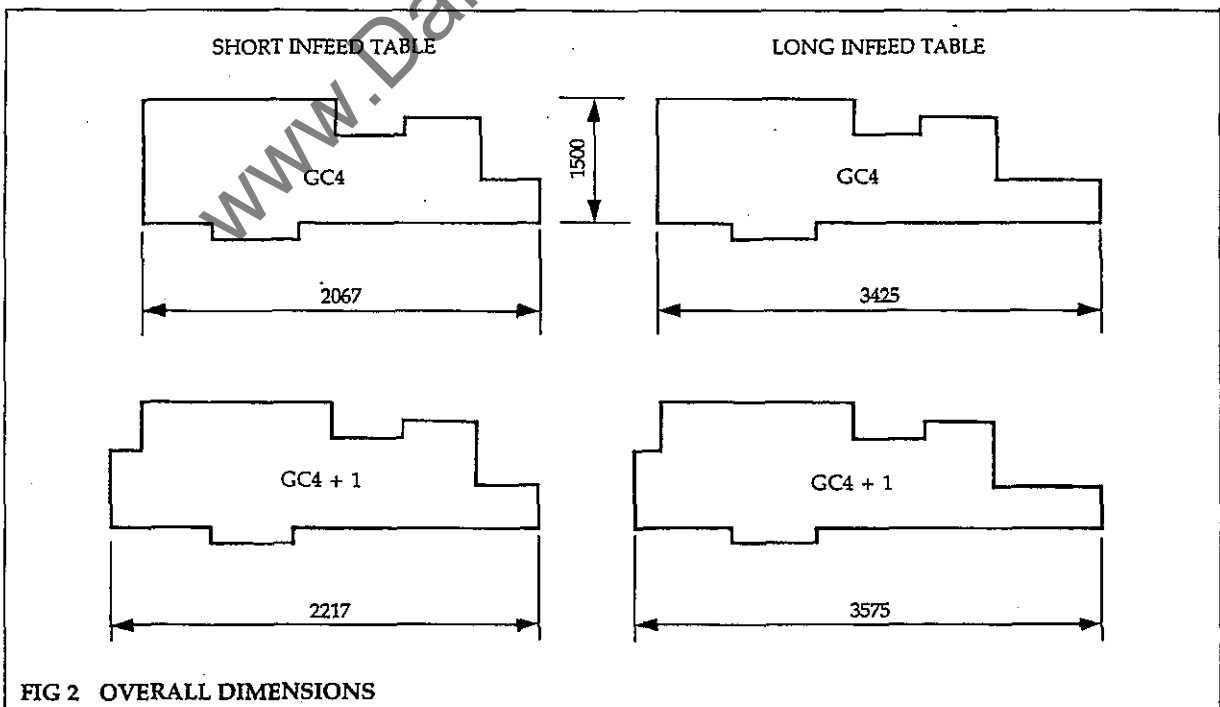 SHORT INFEED TABLE
LONG INFEED TABLE
GC4
1500
GC4
2067
3425
GC4 + 1
GC4 + 1
2217
3575
FIG 2 OVERALL DIMENSIONS